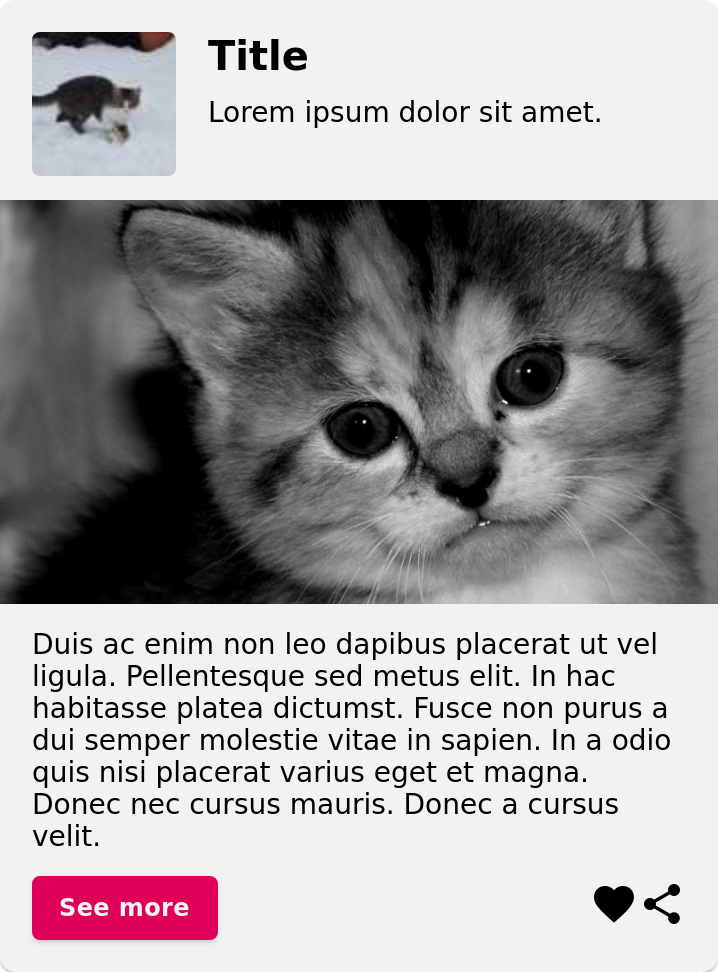 Title
Lorem ipsum dolor sit amet.
Duis ac enim non leo dapibus placerat ut vel
ligula. Pellentesque sed metus elit. In hac
habitasse platea dictumst. Fusce non purus a
dui semper molestie vitae in sapien. In a odio
quis nisi placerat varius eget et magna.
Donec nec cursus mauris. Donec a cursus
velit.
See more